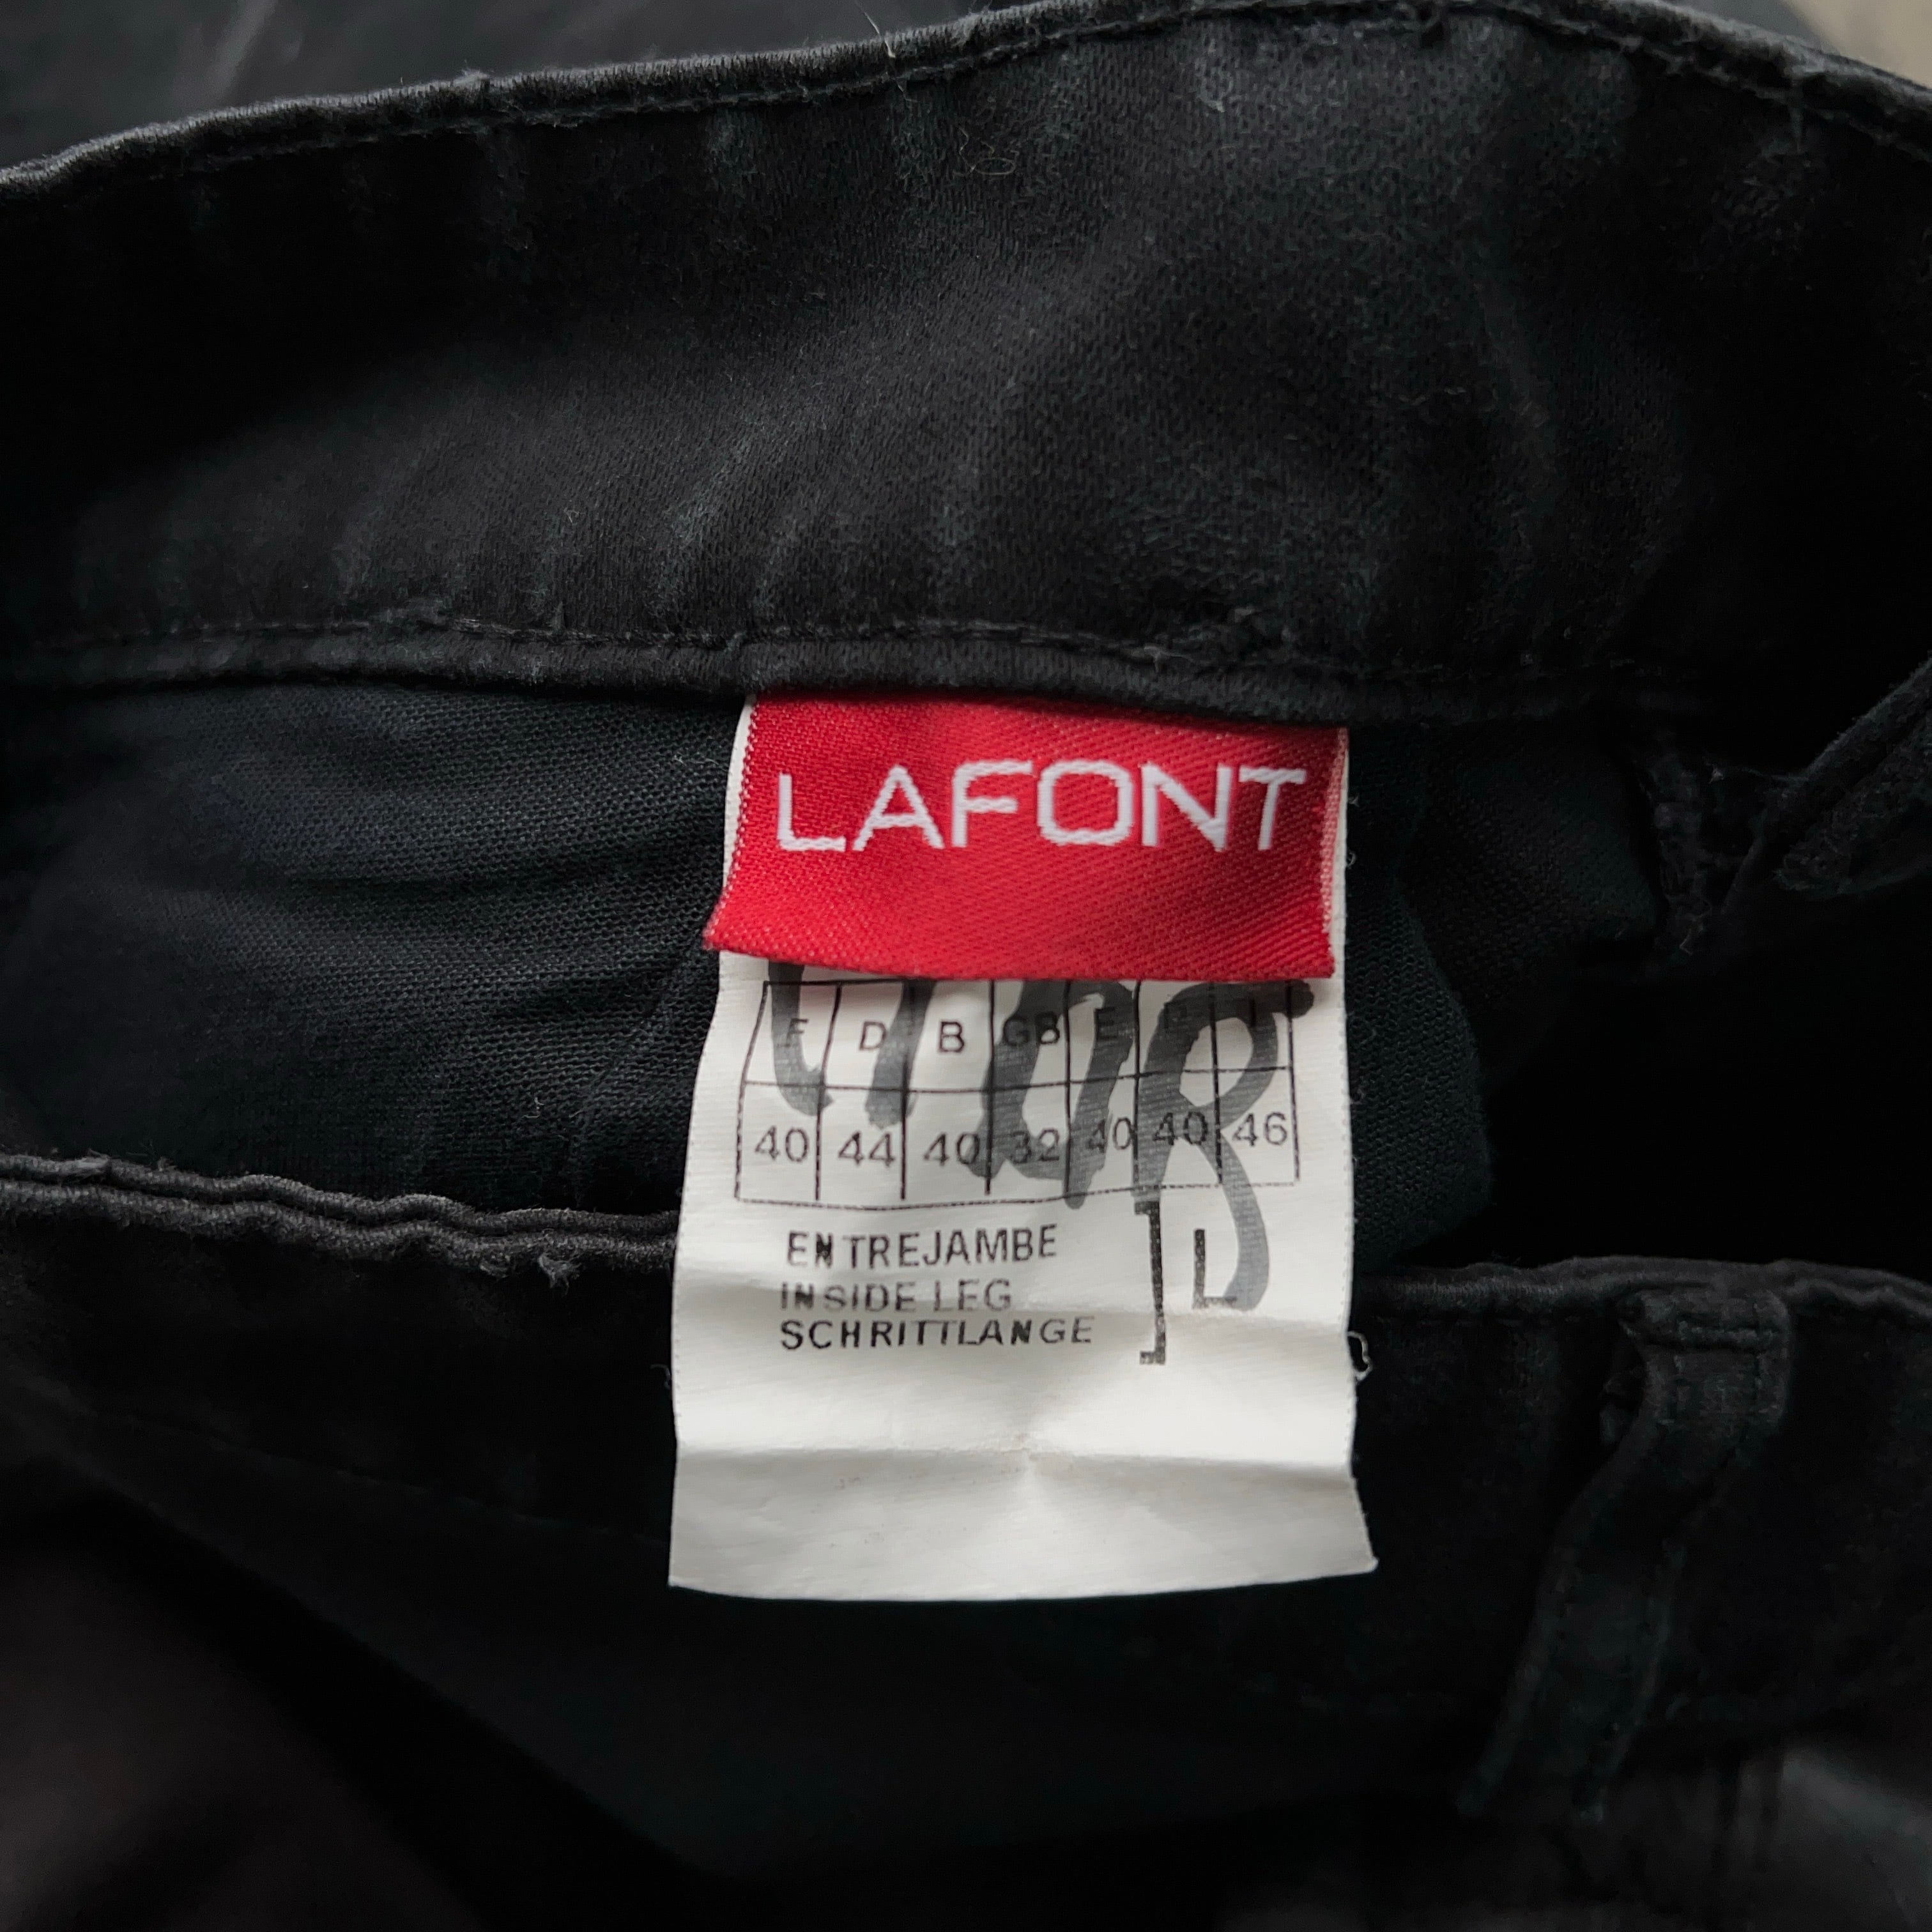 LAFONT
F D B GB E P I
40 44 40 32 40 40 46
ENTREJAMBE
INSIDE LEG
SCHRITTLANGE
] L